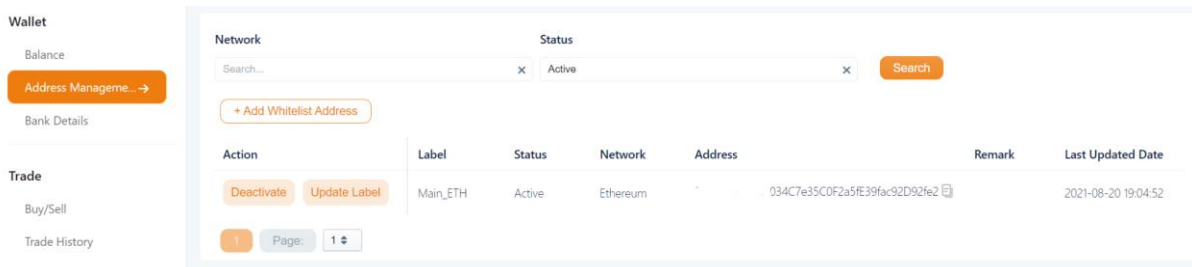 Wallet
Balance
Address Manageme...→
Bank Details
Trade
Buy/Sell
Trade History
Network Status
Search... × Active × Search
+ Add Whitelist Address
Action Label Status Network Address Remark Last Updated Date
Deactivate Update Label Main_ETH Active Ethereum 034C7e35C0F2a5fE39fac92D92fe2 2021-08-20 19:04:52
1 Page: 1